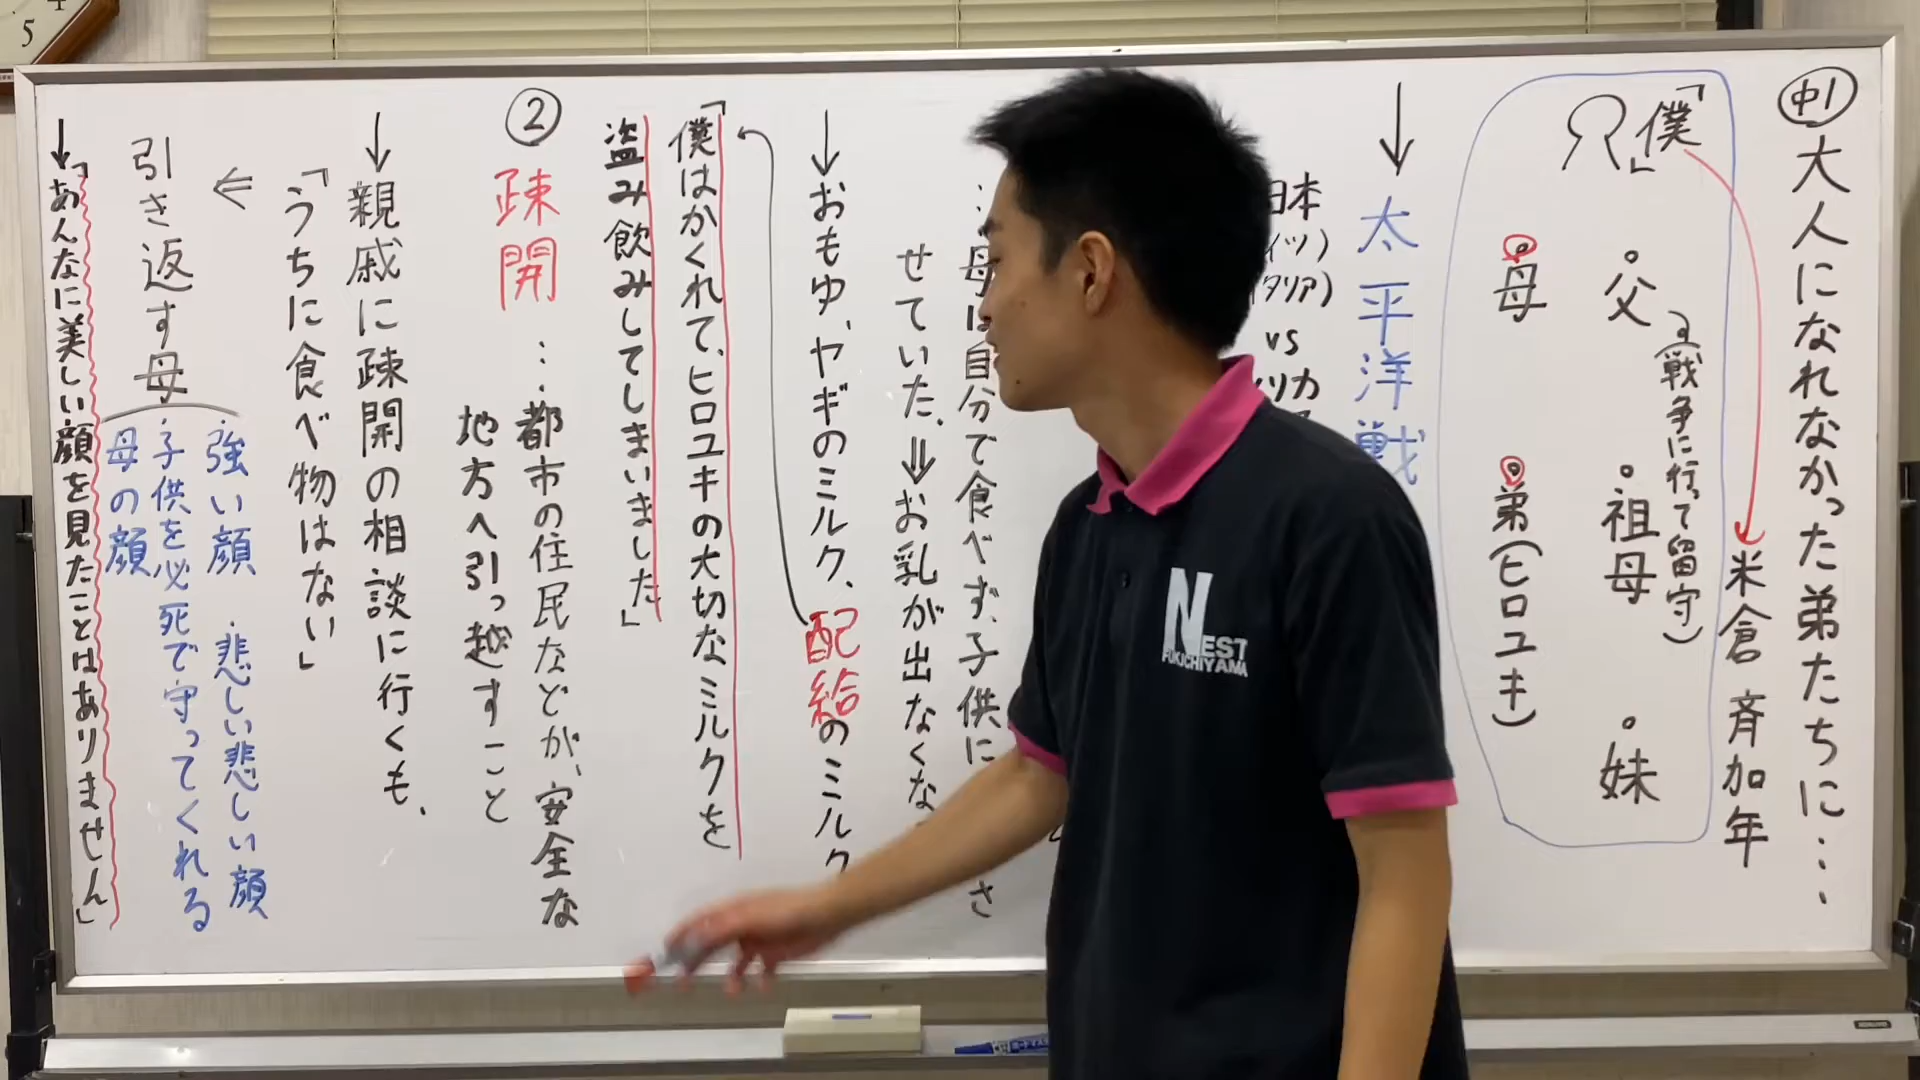 中1 大人になれなかった弟たちに…
米倉 斉加年
「僕」
・父
(戦争に行って留守)
・祖母
・妹
・母
・弟(ヒロユキ)
↓太平洋戦
日本
vs
…母は自分で食べず、子供に
さ
せていた。⇒お乳が出なくな
↓おもゆ、ヤギのミルク、配給のミルク
「僕はかくれて、ヒロユキの大切なミルクを
盗み飲みしてしまいました」
② 疎開…・都市の住民などが、安全な
地方へ引っ越すこと
↓親戚に疎開の相談に行くも、
「うちに食べ物はない」
⇐
引き返す母
・強い顔 ・悲しい悲しい顔
・子供を必死で守ってくれる
母の顔
↓「あんなに美しい顔を見たことはありません」
NEST
FUKUCHIYAMA
5